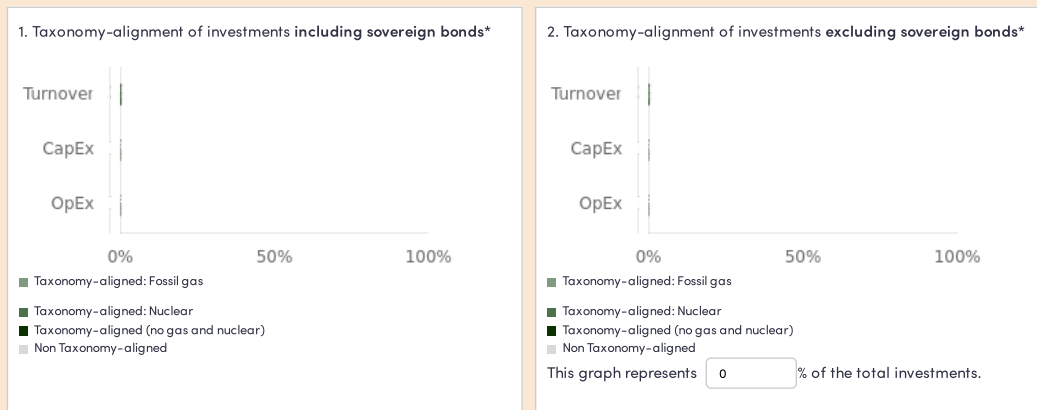 1. Taxonomy-alignment of investments including sovereign bonds*
Turnover
CapEx
OpEx
0% 50% 100%
Taxonomy-aligned: Fossil gas
Taxonomy-aligned: Nuclear
Taxonomy-aligned (no gas and nuclear)
Non Taxonomy-aligned
2. Taxonomy-alignment of investments excluding sovereign bonds*
Turnover
CapEx
OpEx
0% 50% 100%
Taxonomy-aligned: Fossil gas
Taxonomy-aligned: Nuclear
Taxonomy-aligned (no gas and nuclear)
Non Taxonomy-aligned
This graph represents 0 % of the total investments.